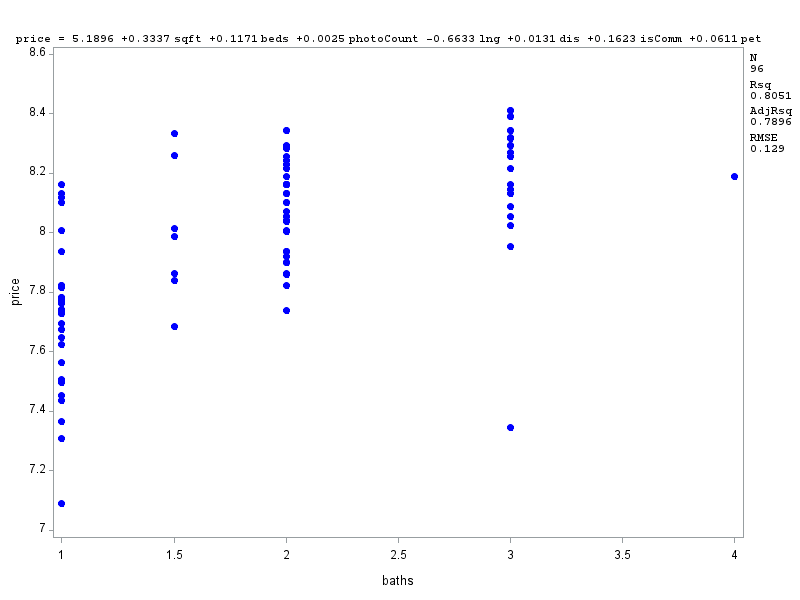 price = 5.1896 +0.3337 sqft +0.1171 beds +0.0025 photoCount -0.6633 lng +0.0131 dis +0.1623 isComm +0.0611 pet
N
96
Rsq
0.8051
AdjRsq
0.7896
RMSE
0.129
8.6
8.4
8.2
8
7.8
7.6
7.4
7.2
7
price
1
1.5
2
2.5
3
3.5
4
baths